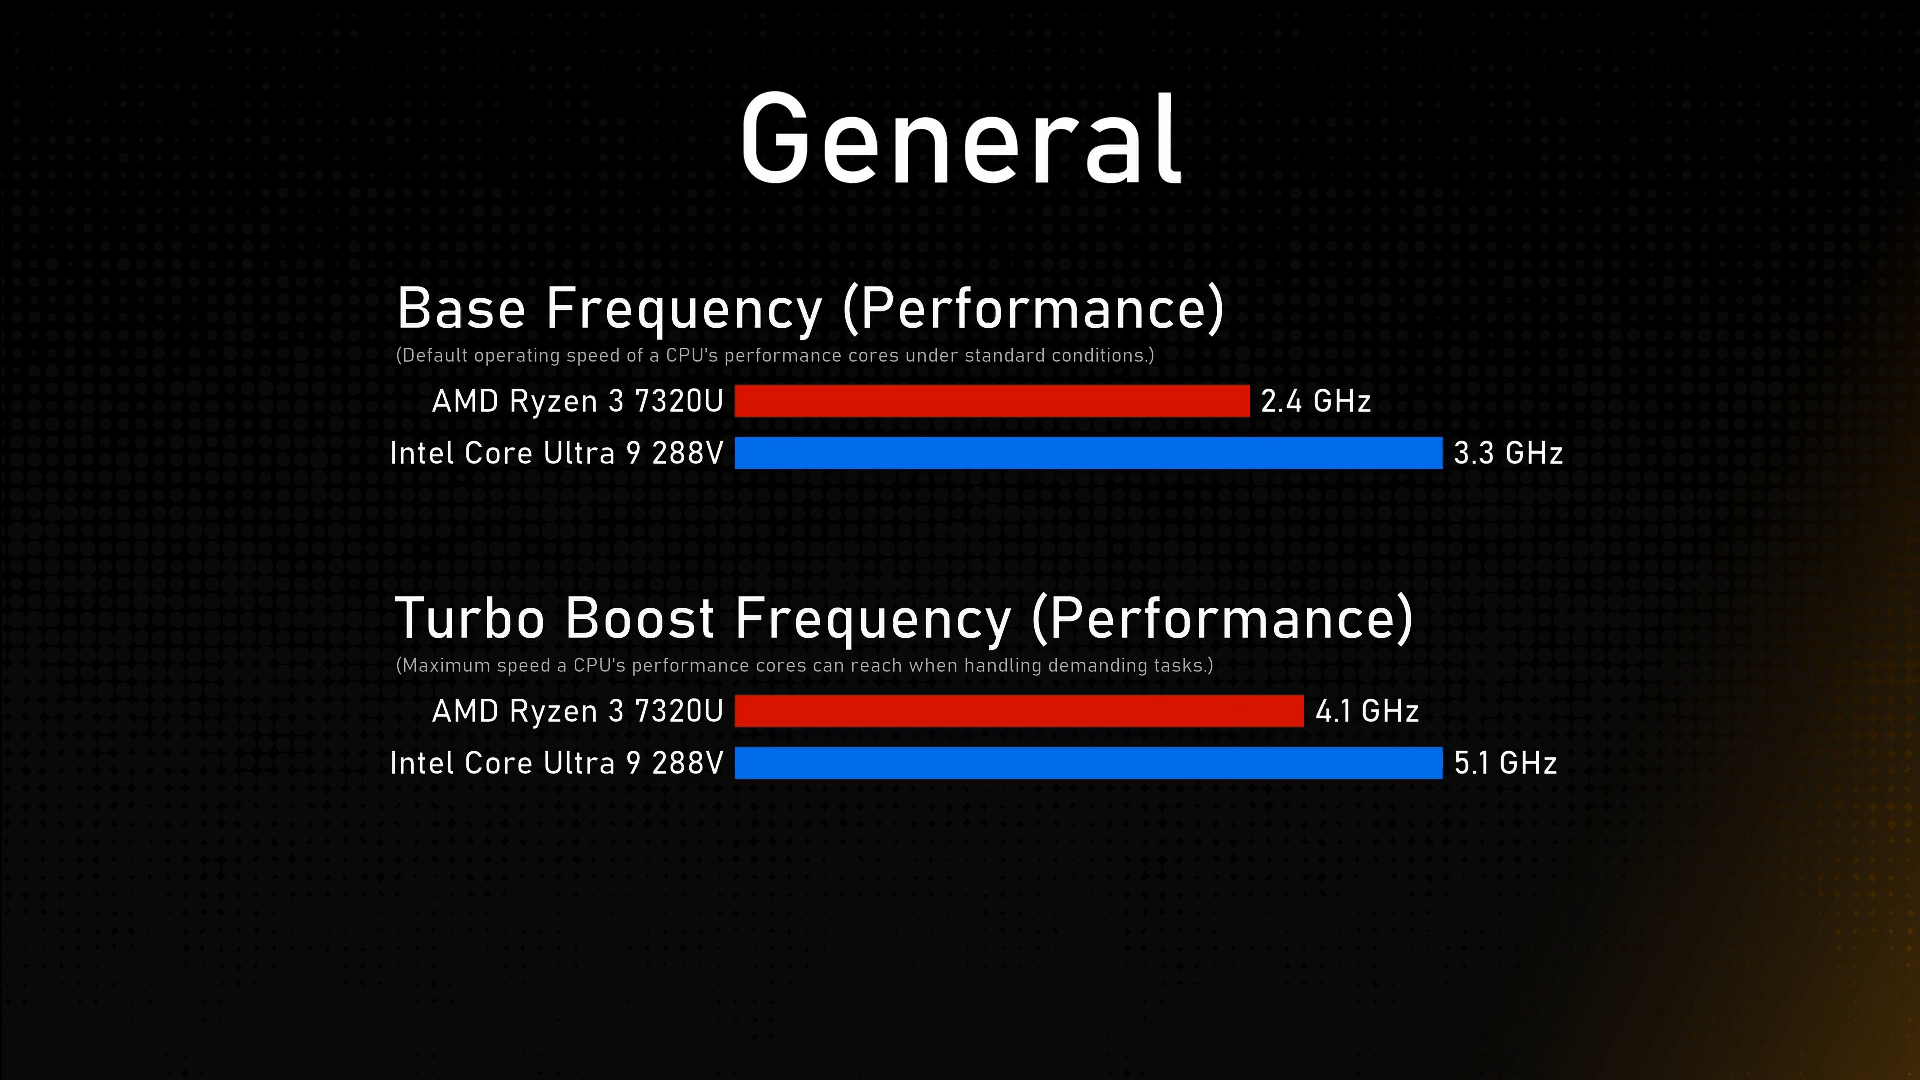 General
Base Frequency (Performance)
(Default operating speed of a CPU's performance cores under standard conditions.)
AMD Ryzen 3 7320U 2.4 GHz
Intel Core Ultra 9 288V 3.3 GHz
Turbo Boost Frequency (Performance)
(Maximum speed a CPU's performance cores can reach when handling demanding tasks.)
AMD Ryzen 3 7320U 4.1 GHz
Intel Core Ultra 9 288V 5.1 GHz